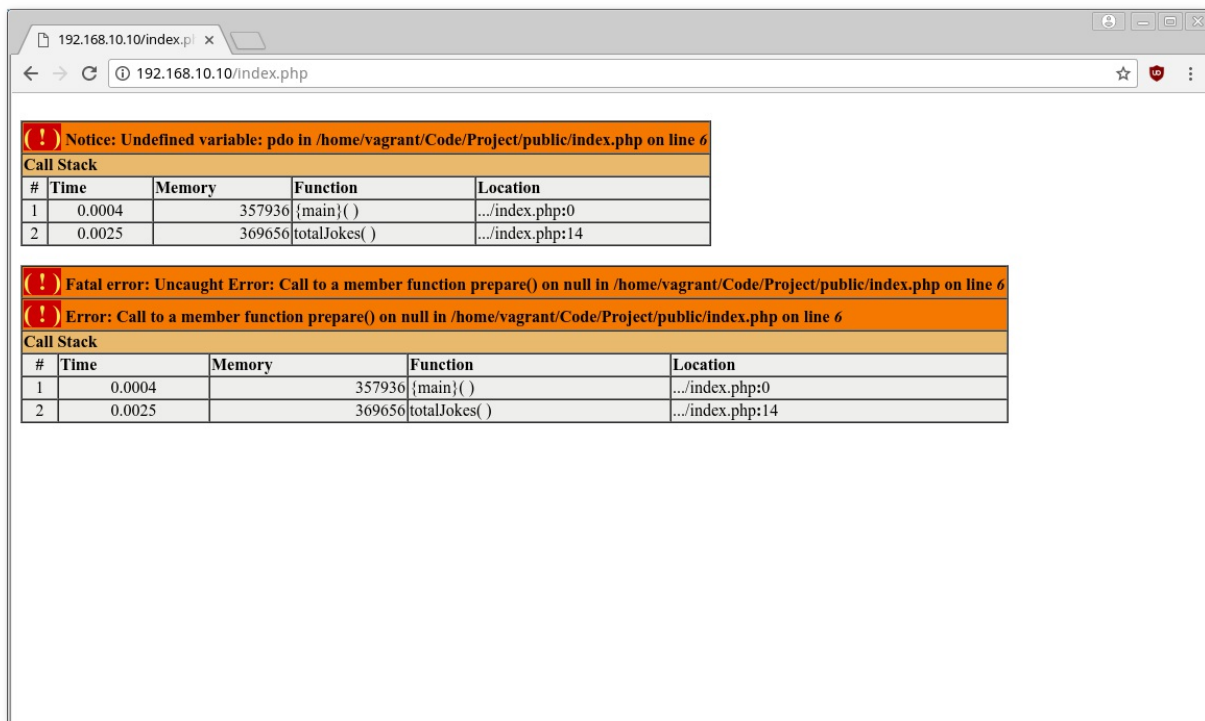 192.168.10.10/index.p
192.168.10.10/index.php
( ! ) Notice: Undefined variable: pdo in /home/vagrant/Code/Project/public/index.php on line 6
Call Stack
# Time Memory Function Location
1 0.0004 357936 {main}( ) .../index.php:0
2 0.0025 369656 totalJokes( ) .../index.php:14
( ! ) Fatal error: Uncaught Error: Call to a member function prepare() on null in /home/vagrant/Code/Project/public/index.php on line 6
( ! ) Error: Call to a member function prepare() on null in /home/vagrant/Code/Project/public/index.php on line 6
Call Stack
# Time Memory Function Location
1 0.0004 357936 {main}( ) .../index.php:0
2 0.0025 369656 totalJokes( ) .../index.php:14